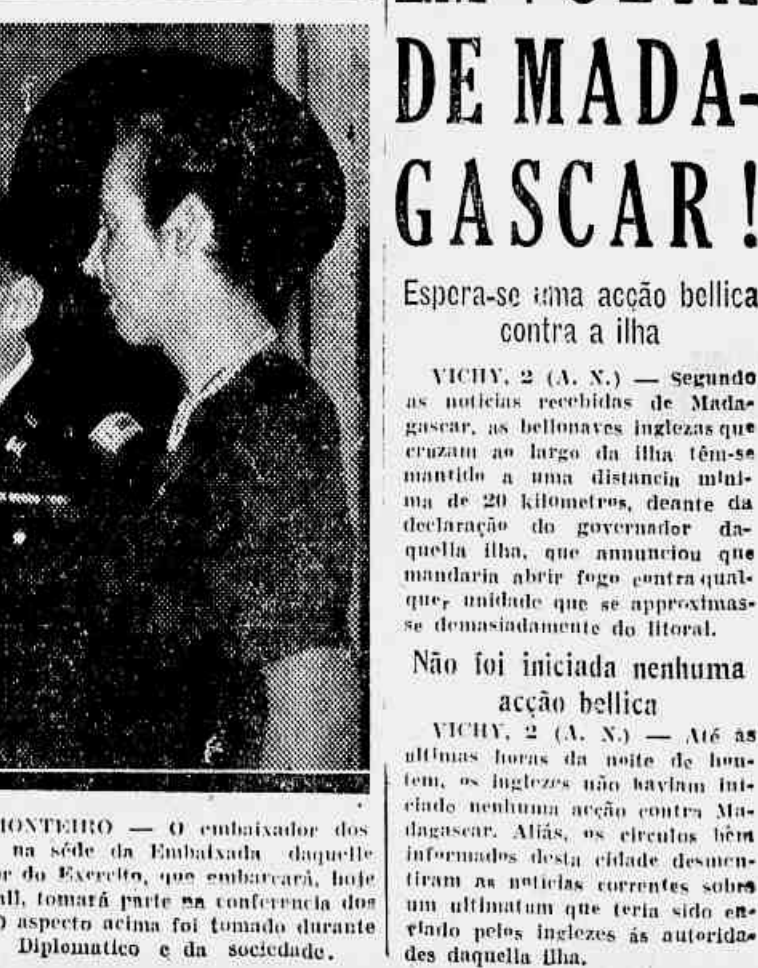 DE MADA-
GASCAR!
Espera-se uma acção bellica
contra a ilha
VICHY, 2 (A. N.) — Segundo
as noticias recebidas de Mada-
gascar, as bellonaves inglezas que
cruzam ao largo da ilha têm-se
mantido a uma distancia mini-
ma de 20 kilometros, deante da
declaração do governador da-
quella ilha, que annunciou que
mandaria abrir fogo contra qual-
quer unidade que se approximas-
se demasiadamente do litoral.
Não foi iniciada nenhuma
acção bellica
VICHY, 2 (A. N.) — Até ás
ultimas horas da noite de hon-
tem, os inglezes não haviam ini-
ciado nenhuma acção contra Ma-
dagascar. Aliás, os circulos bêm
informados desta cidade desmen-
tiram as noticias correntes sobre
um ultimatum que teria sido en-
viado pelos inglezes ás autorida-
des daquella ilha.
MONTEIRO — O embaixador dos
na séde da Embaixada daquelle
do Exercito, que embarcará, hoje
tomará parte na conferencia dos
O aspecto acima foi tomado durante
Diplomatico e da sociedade.